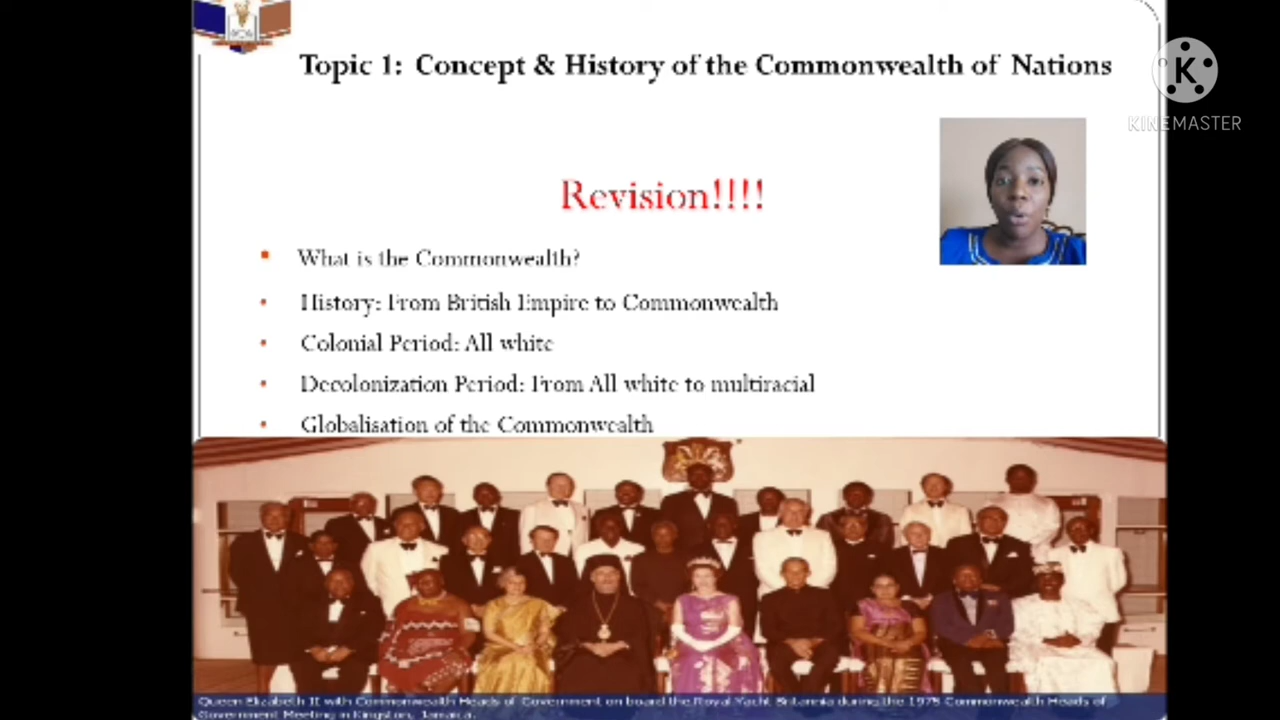 Topic 1: Concept & History of the Commonwealth of Nations
KINEMASTER
Revision!!!!
What is the Commonwealth?
History: From British Empire to Commonwealth
Colonial Period: All white
Decolonization Period: From All white to multiracial
Globalisation of the Commonwealth
Queen Elizabeth II with Commonwealth Heads of Government on board the Royal Yacht Britannia during the 1975 Commonwealth Heads of
Government Meeting in Kingston, Jamaica.